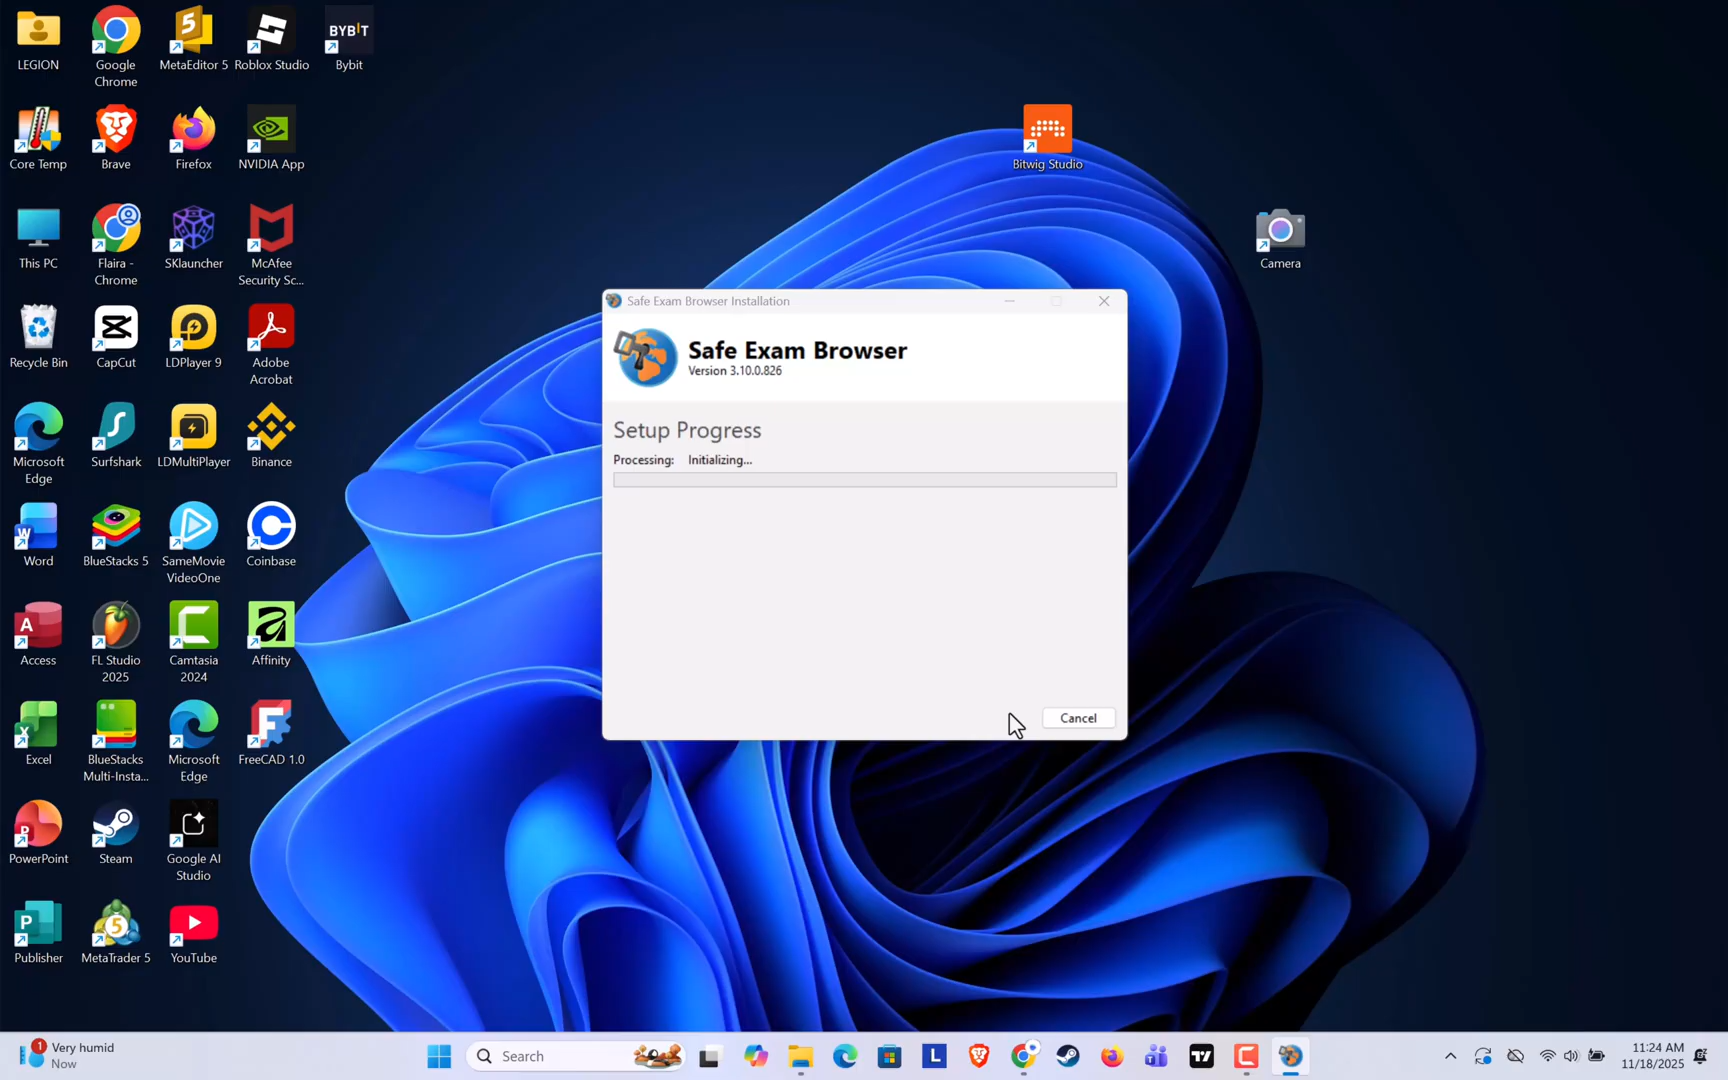 LEGION
Google
Chrome
MetaEditor 5
Roblox Studio
BYBIT
Bybit
Core Temp
Brave
Firefox
NVIDIA App
Bitwig Studio
This PC
Flaira -
Chrome
SKlauncher
McAfee
Security Sc...
Camera
Recycle Bin
CapCut
LDPlayer 9
Adobe
Acrobat
Microsoft
Edge
Surfshark
LDMultiPlayer
Binance
Word
BlueStacks 5
SameMovie
VideoOne
Coinbase
Access
FL Studio
2025
Camtasia
2024
Affinity
Excel
BlueStacks
Multi-Insta...
Microsoft
Edge
FreeCAD 1.0
PowerPoint
Steam
Google AI
Studio
Publisher
MetaTrader 5
YouTube
Safe Exam Browser Installation
Safe Exam Browser
Version 3.10.0.826
Setup Progress
Processing: Initializing...
Cancel
1
Very humid
Now
Search
11:24 AM
11/18/2025